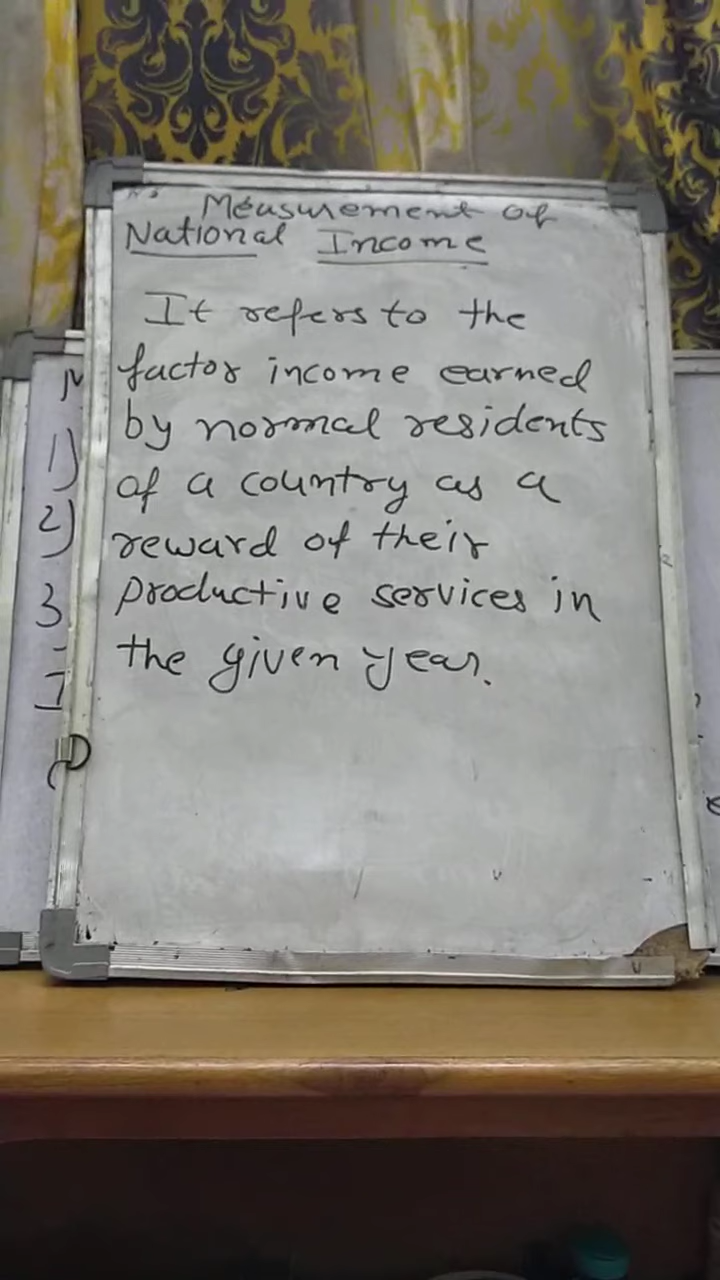 Measurement of
National Income
It refers to the
factor income earned
by normal residents
of a country as a
reward of their
productive services in
the given year.
1)
2)
3